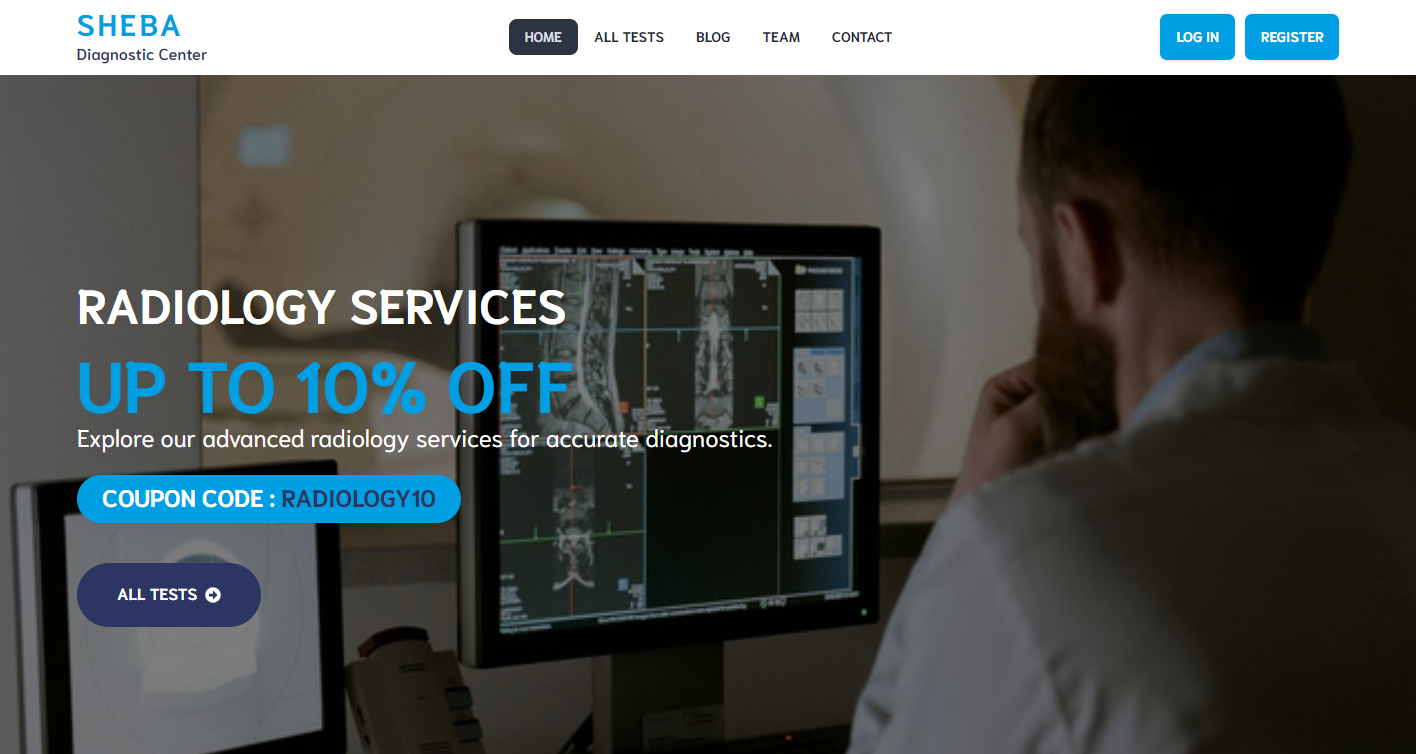 SHEBA
Diagnostic Center
HOME
ALL TESTS
BLOG
TEAM
CONTACT
LOG IN
REGISTER
RADIOLOGY SERVICES
UP TO 10% OFF
Explore our advanced radiology services for accurate diagnostics.
COUPON CODE : RADIOLOGY10
ALL TESTS